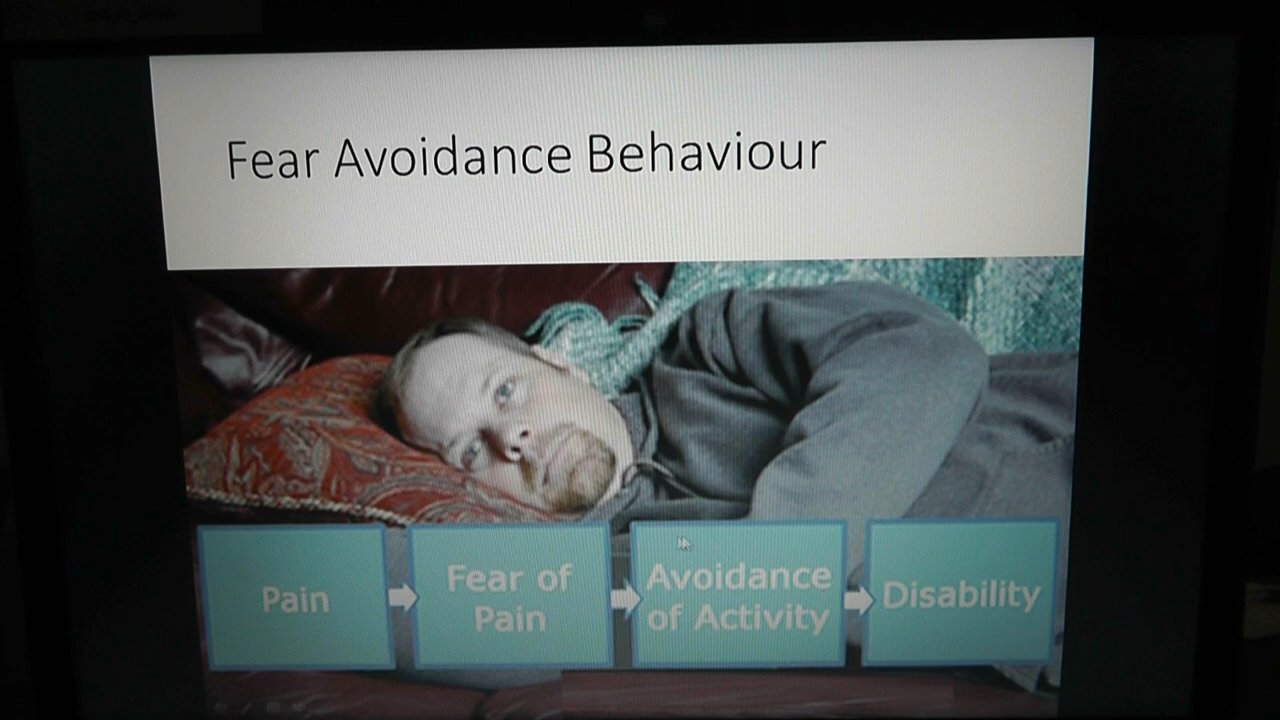 Fear Avoidance Behaviour
Pain
Fear of
Pain
Avoidance
of Activity
Disability